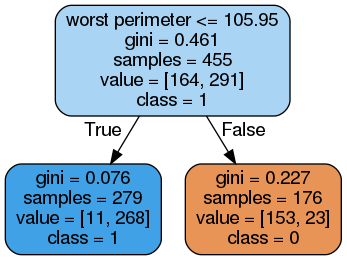 worst perimeter <= 105.95
gini = 0.461
samples = 455
value = [164, 291]
class = 1
True
False
gini = 0.076
samples = 279
value = [11, 268]
class = 1
gini = 0.227
samples = 176
value = [153, 23]
class = 0